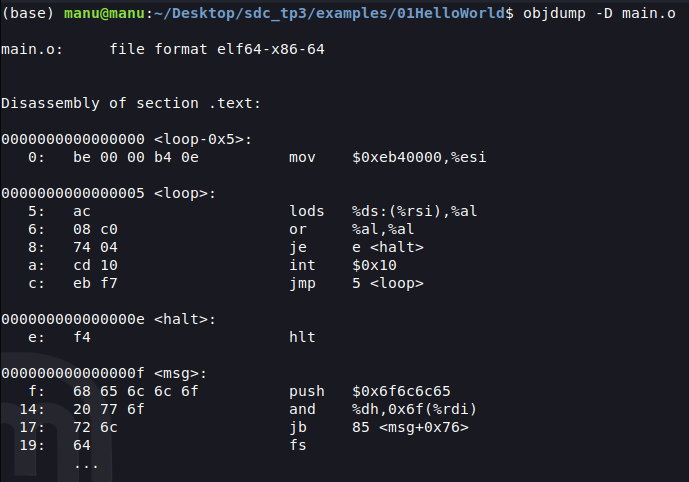 (base) manu@manu:~/Desktop/sdc_tp3/examples/01HelloWorld$ objdump -D main.o
main.o:     file format elf64-x86-64
Disassembly of section .text:
0000000000000000 <loop-0x5>:
   0:   be 00 00 b4 0e          mov    $0xeb40000,%esi
0000000000000005 <loop>:
   5:   ac                      lods   %ds:(%rsi),%al
   6:   08 c0                   or     %al,%al
   8:   74 04                   je     e <halt>
   a:   cd 10                   int    $0x10
   c:   eb f7                   jmp    5 <loop>
000000000000000e <halt>:
   e:   f4                      hlt
000000000000000f <msg>:
   f:   68 65 6c 6c 6f          push   $0x6f6c6c65
  14:   20 77 6f                and    %dh,0x6f(%rdi)
  17:   72 6c                   jb     85 <msg+0x76>
  19:   64                      fs
        ...